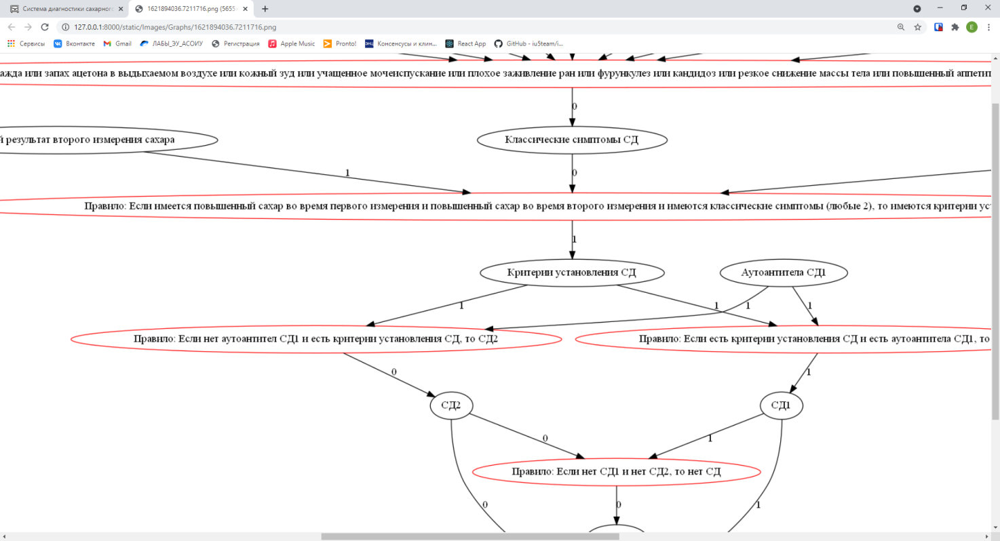 Система диагностики сахарног
1621894036.7211716.png (5655
127.0.0.1:8000/static/Images/Graphs/1621894036.7211716.png
E
Сервисы Вконтакте Gmail ЛАБЫ_ЭУ_АСОИУ Регистрация Apple Music Pronto! Консенсусы и клин... React App GitHub - iu5team/i...
ажда или запах ацетона в выдыхаемом воздухе или кожный зуд или учащенное мочеиспускание или плохое заживление ран или фурункулез или кандидоз или резкое снижение массы тела или повышенный аппетит
0
й результат второго измерения сахара
Классические симптомы СД
1
0
Правило: Если имеется повышенный сахар во время первого измерения и повышенный сахар во время второго измерения и имеются классические симптомы (любые 2), то имеются критерии ус
1
Критерии установления СД
Аутоантитела СД1
1
1
1
1
Правило: Если нет аутоантител СД1 и есть критерии установления СД, то СД2
Правило: Если есть критерии установления СД и есть аутоантитела СД1, то
0
1
СД2
СД1
0
1
Правило: Если нет СД1 и нет СД2, то нет СД
0
0
1